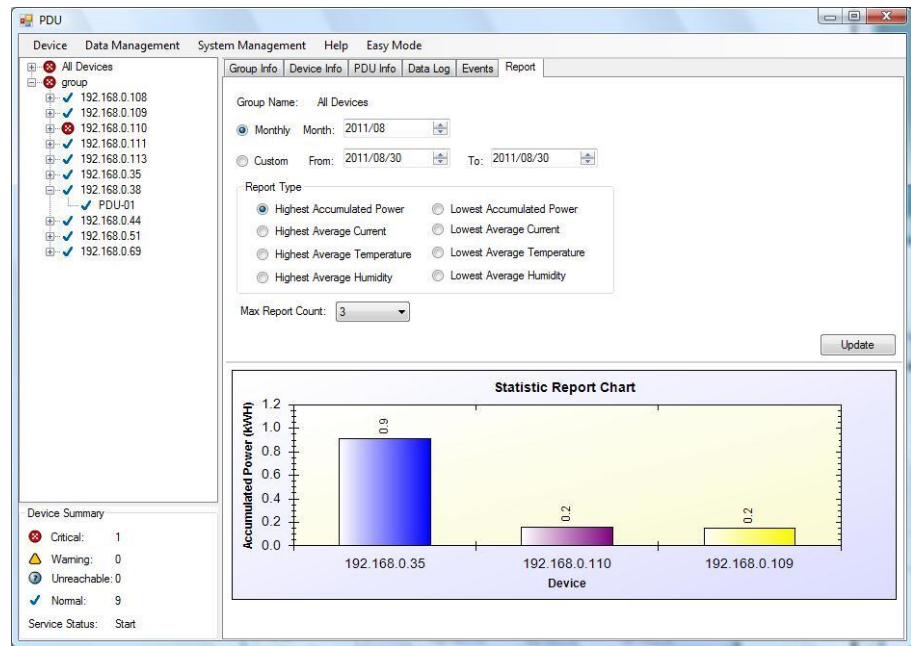 PDU
Device Data Management System Management Help Easy Mode
All Devices
group
192.168.0.108
192.168.0.109
192.168.0.110
192.168.0.111
192.168.0.113
192.168.0.35
192.168.0.38
PDU-01
192.168.0.44
192.168.0.51
192.168.0.69
Device Summary
Critical: 1
Warning: 0
Unreachable: 0
Normal: 9
Service Status: Start
Group Info Device Info PDU Info Data Log Events Report
Group Name: All Devices
Monthly Month: 2011/08
Custom From: 2011/08/30 To: 2011/08/30
Report Type
Highest Accumulated Power Lowest Accumulated Power
Highest Average Current Lowest Average Current
Highest Average Temperature Lowest Average Temperature
Highest Average Humidity Lowest Average Humidity
Max Report Count: 3
Update
Statistic Report Chart
Accumulated Power (kWH)
1.2
1.0
0.8
0.6
0.4
0.2
0.0
0.9
0.2
0.2
192.168.0.35 192.168.0.110 192.168.0.109
Device